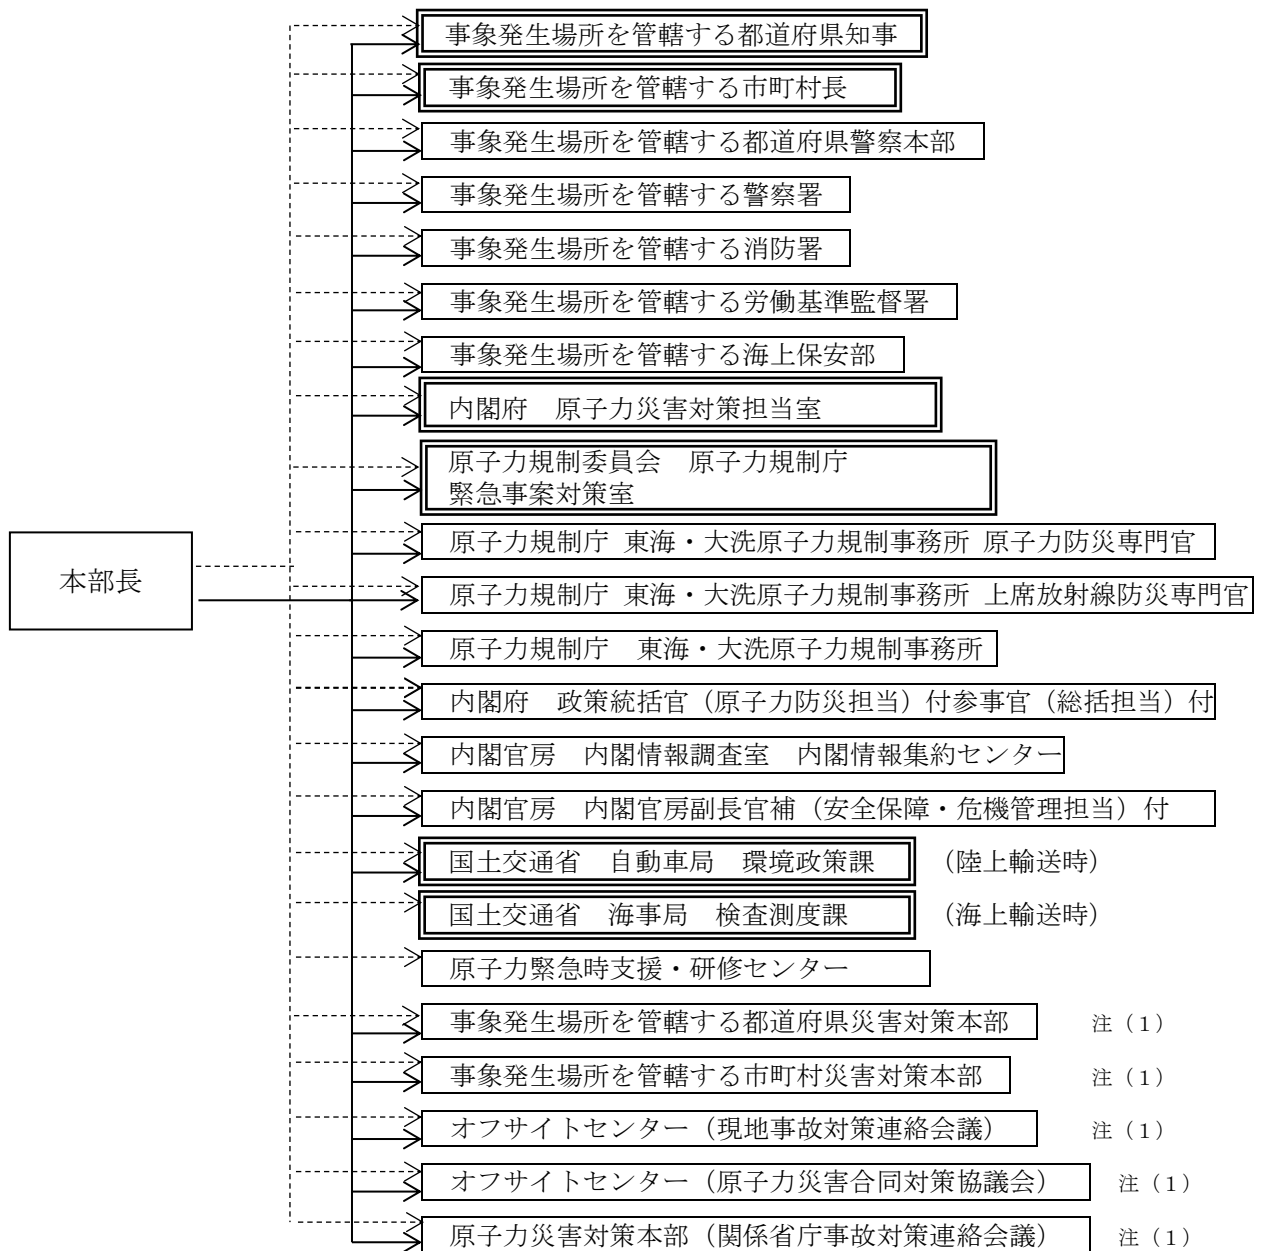 事象発生場所を管轄する都道府県知事
事象発生場所を管轄する市町村長
事象発生場所を管轄する都道府県警察本部
事象発生場所を管轄する警察署
事象発生場所を管轄する消防署
事象発生場所を管轄する労働基準監督署
事象発生場所を管轄する海上保安部
内閣府　原子力災害対策担当室
原子力規制委員会　原子力規制庁
緊急事案対策室
原子力規制庁 東海・大洗原子力規制事務所 原子力防災専門官
本部長
原子力規制庁 東海・大洗原子力規制事務所 上席放射線防災専門官
原子力規制庁　東海・大洗原子力規制事務所
内閣府　政策統括官（原子力防災担当）付参事官（総括担当）付
内閣官房　内閣情報調査室　内閣情報集約センター
内閣官房　内閣官房副長官補（安全保障・危機管理担当）付
国土交通省　自動車局　環境政策課　（陸上輸送時）
国土交通省　海事局　検査測度課　（海上輸送時）
原子力緊急時支援・研修センター
事象発生場所を管轄する都道府県災害対策本部　注（1）
事象発生場所を管轄する市町村災害対策本部　注（1）
オフサイトセンター（現地事故対策連絡会議）　注（1）
オフサイトセンター（原子力災害合同対策協議会）　注（1）
原子力災害対策本部（関係省庁事故対策連絡会議）　注（1）